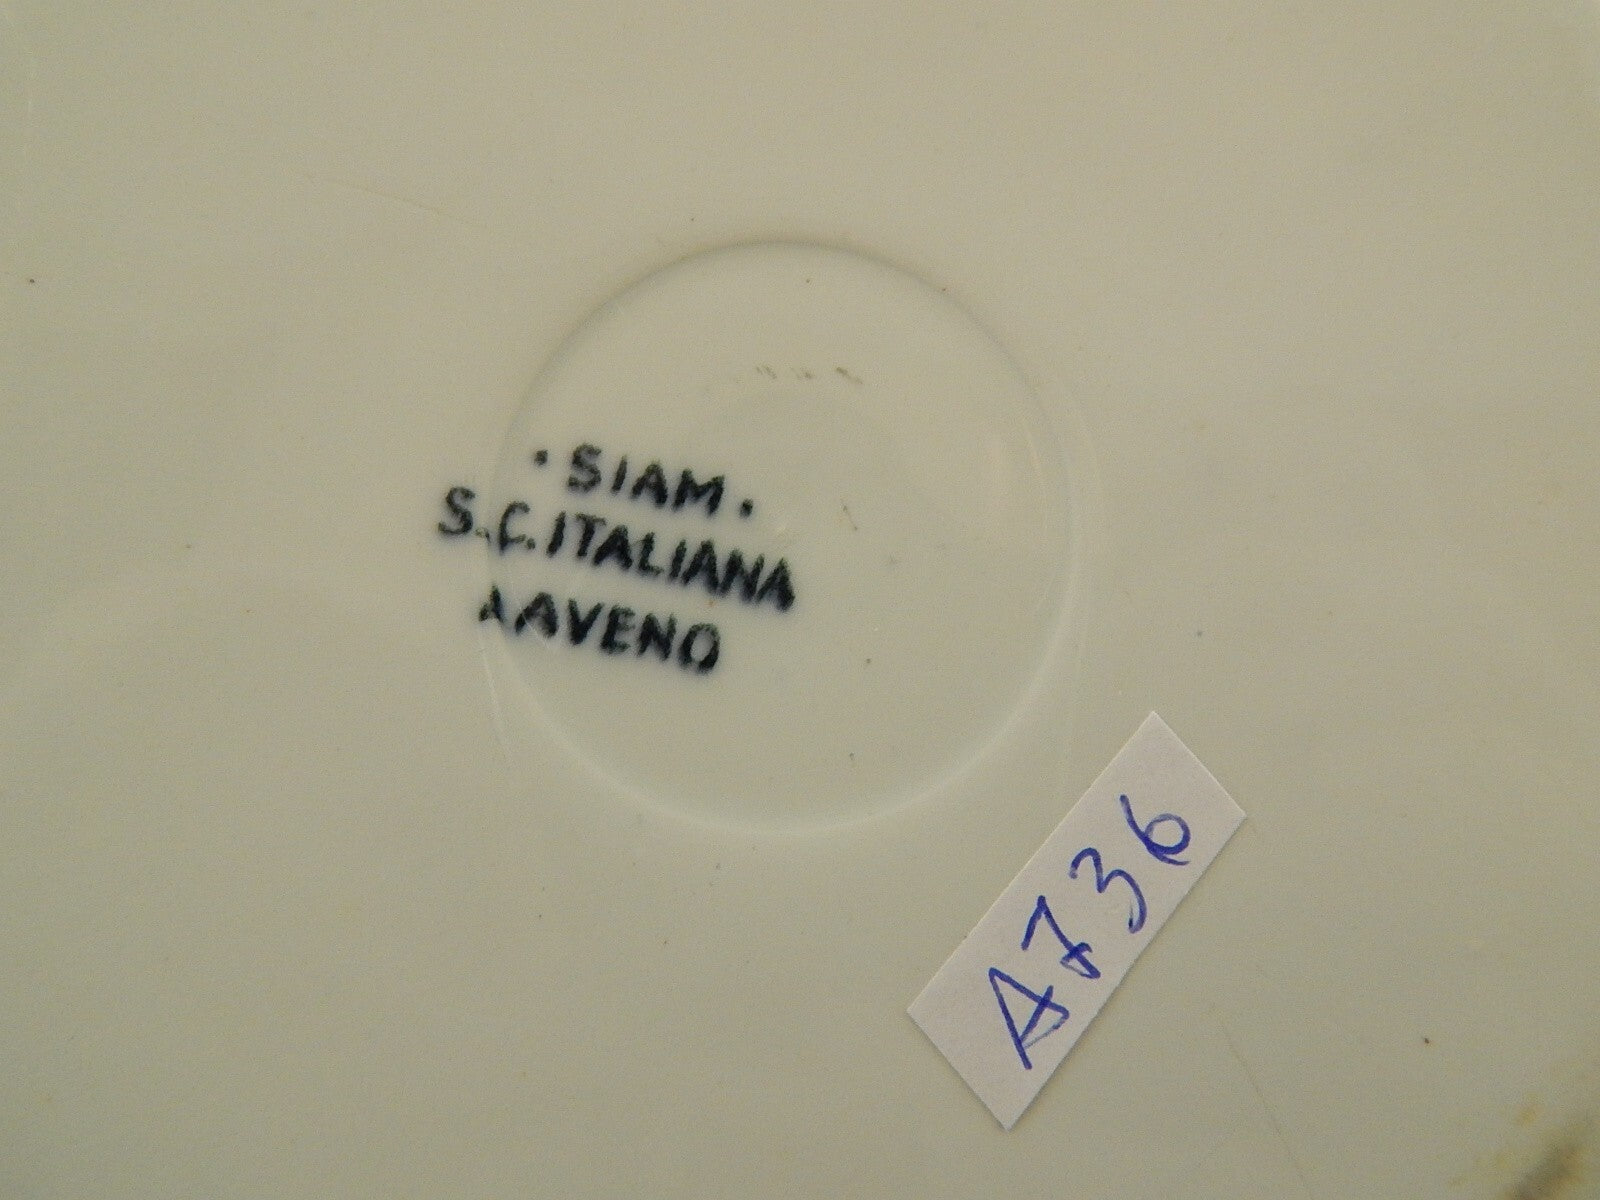 · SIAM ·
S.C. ITALIANA
LAVENO
A736